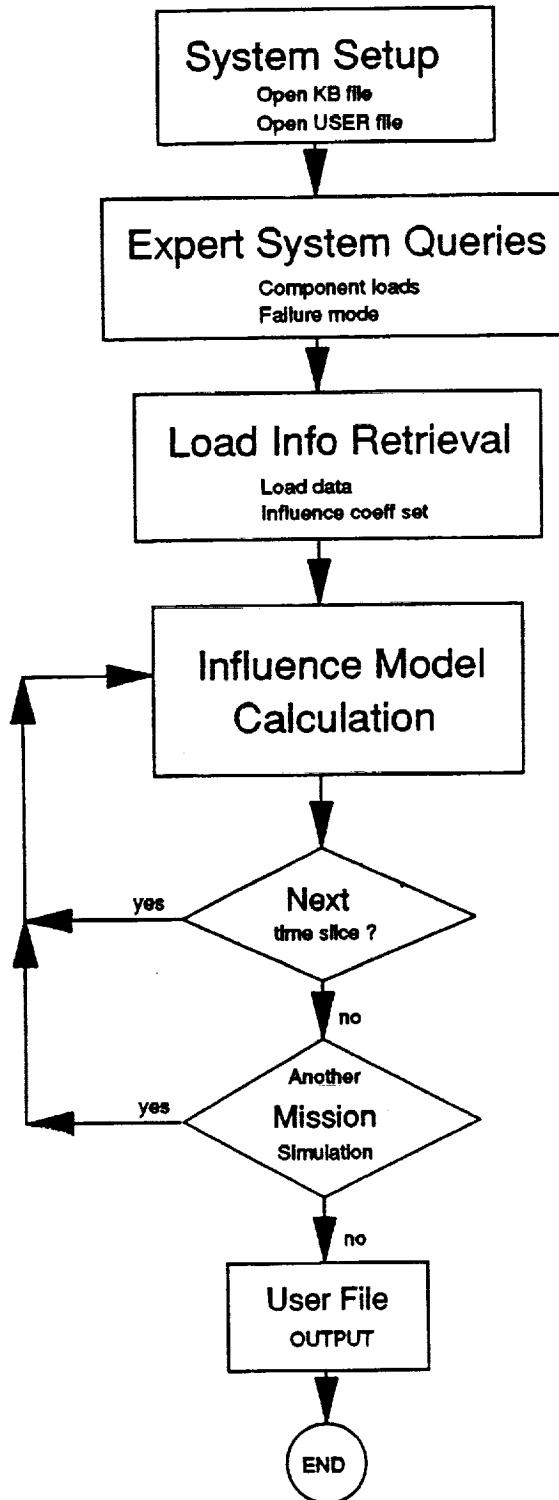 System Setup
Open KB file
Open USER file
Expert System Queries
Component loads
Failure mode
Load Info Retrieval
Load data
Influence coeff set
Influence Model
Calculation
Next
time slice ?
yes
no
Another
Mission
Simulation
yes
no
User File
OUTPUT
END